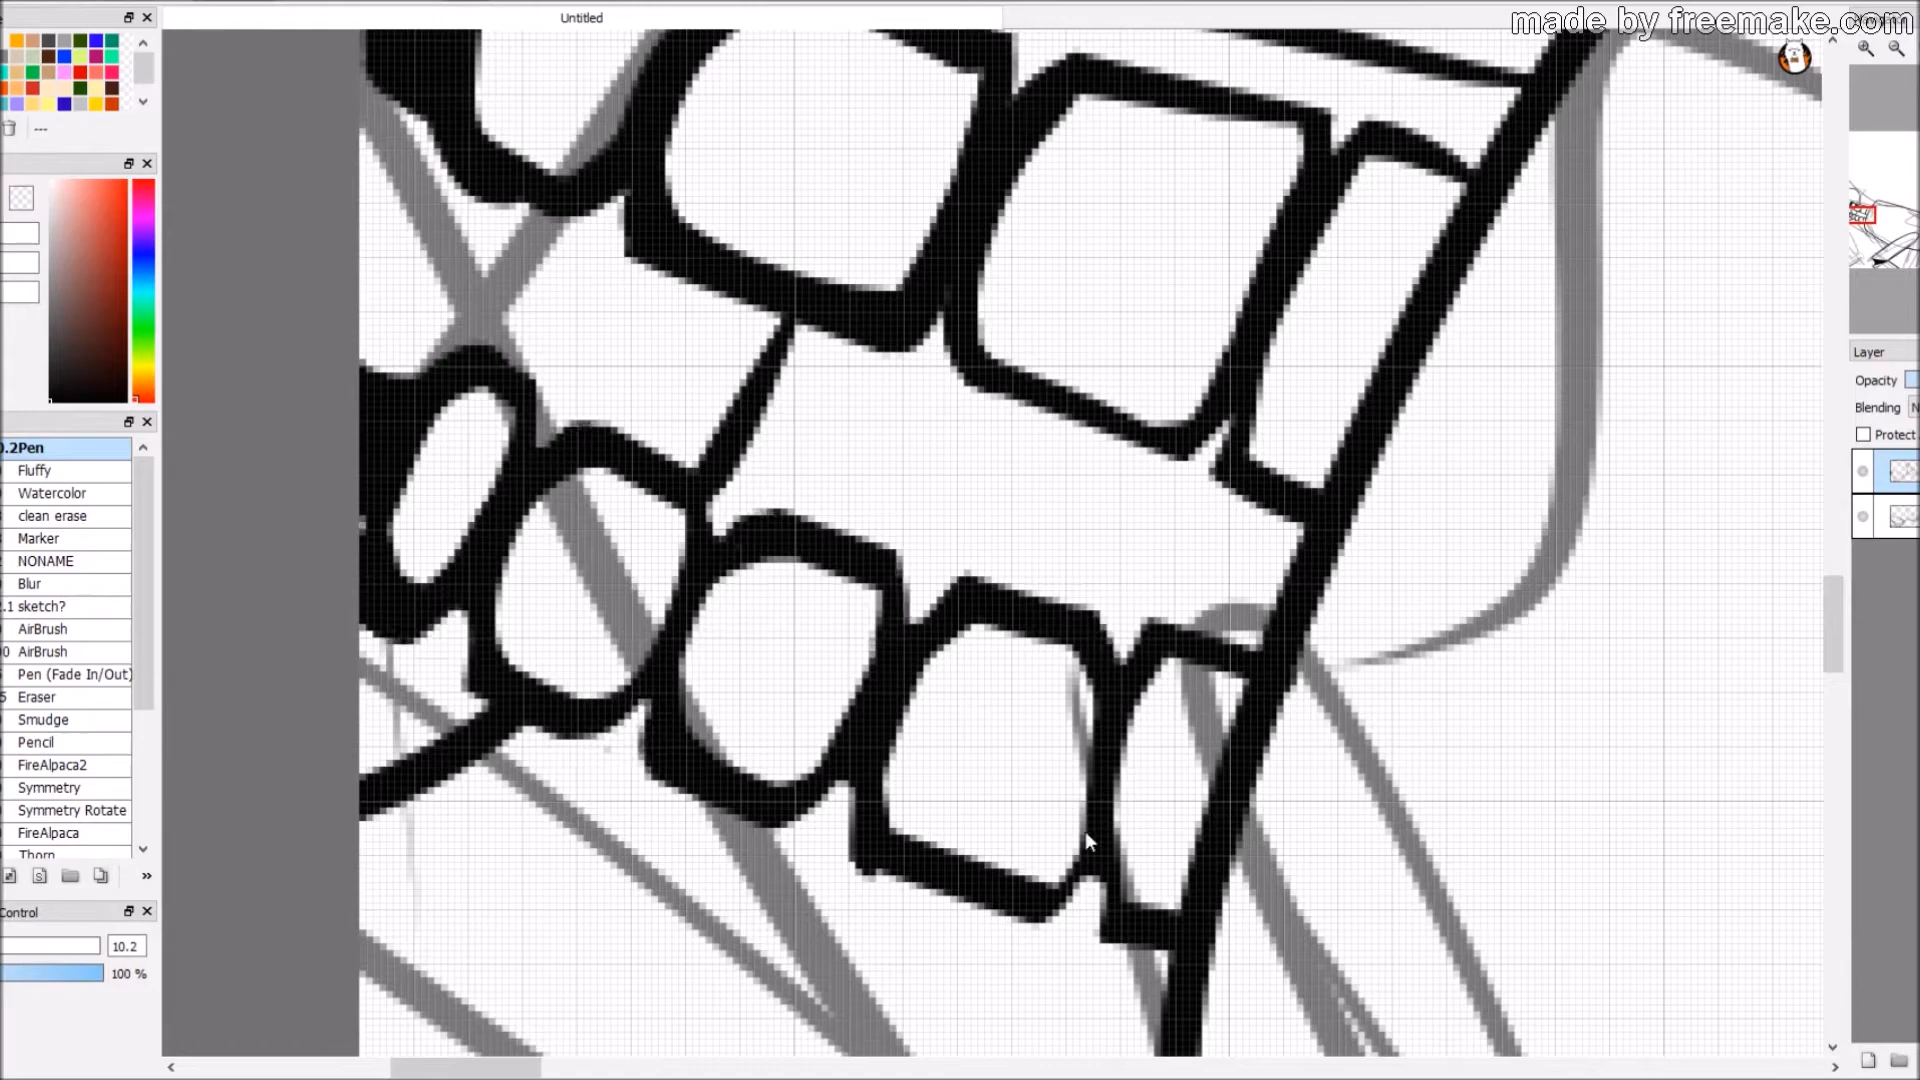 Untitled
made by freemake.com
---
0.2Pen
Fluffy
Watercolor
clean erase
Marker
NONAME
Blur
.1 sketch?
AirBrush
00 AirBrush
Pen (Fade In/Out)
5 Eraser
Smudge
Pencil
FireAlpaca2
Symmetry
Symmetry Rotate
FireAlpaca
Thorn
S
»
Control
10.2
100 %
Layer
Opacity
Blending N
Protect